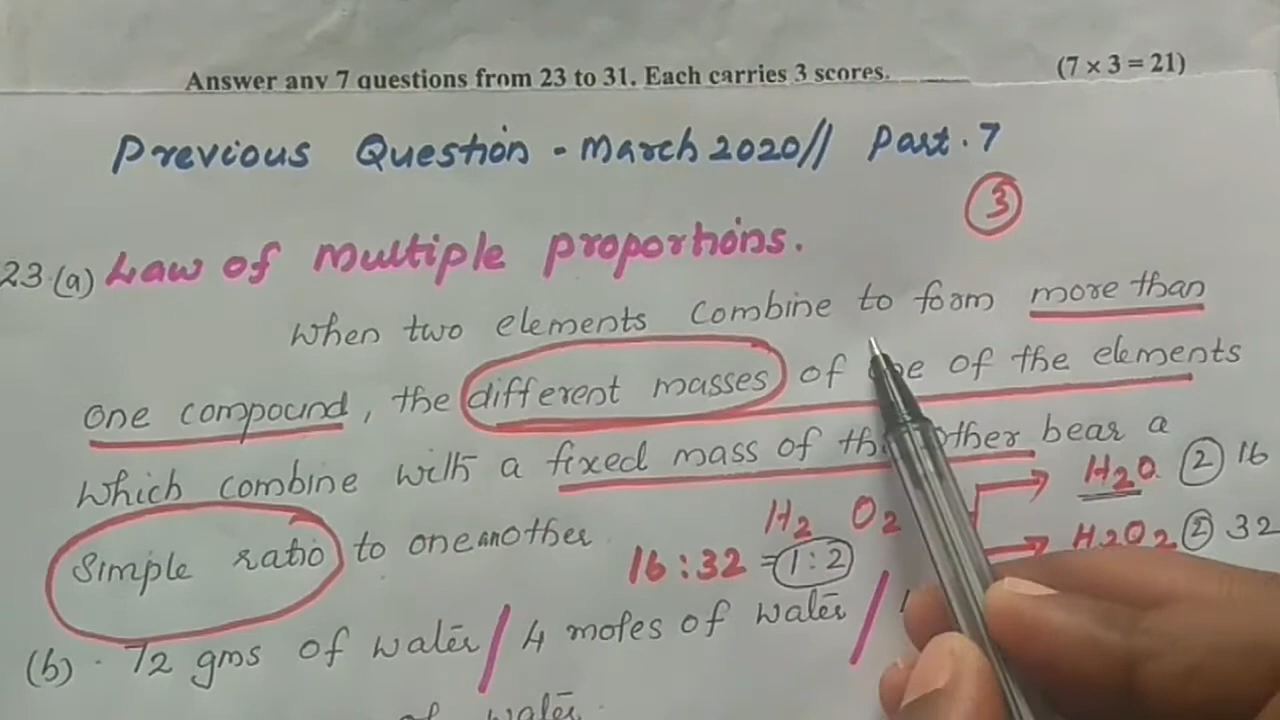 Answer any 7 questions from 23 to 31. Each carries 3 scores. (7 × 3 = 21)
Previous Question - March 2020// Part. 7
3
23.(a) Law of multiple proportions.
When two elements combine to form more than
one compound, the different masses of one of the elements
which combine with a fixed mass of the other bear a
H2O. 2 16
Simple ratio to one another
H2 O2
H2O2 2 32
16:32 = 1:2
(b). 72 gms of water / 4 moles of water /
of water.